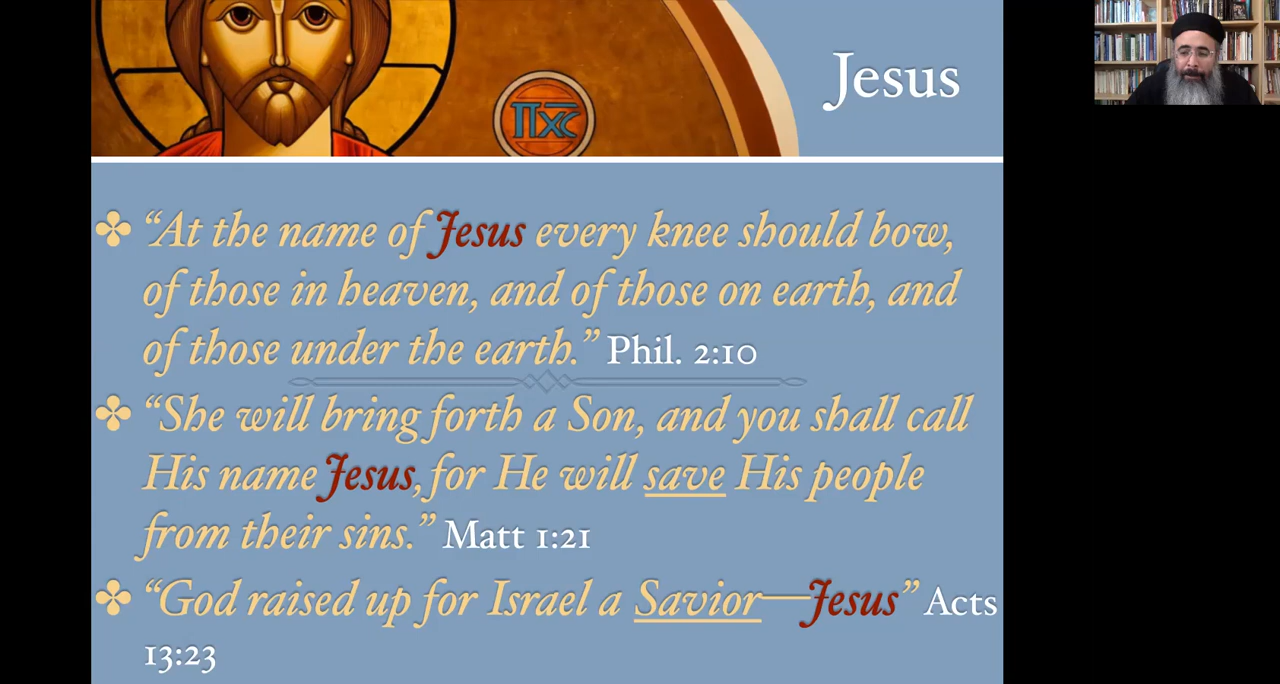 Jesus
ⲠⲬⲤ
“At the name of Jesus every knee should bow,
of those in heaven, and of those on earth, and
of those under the earth.” Phil. 2:10
“She will bring forth a Son, and you shall call
His name Jesus, for He will save His people
from their sins.” Matt 1:21
“God raised up for Israel a Savior—Jesus” Acts
13:23